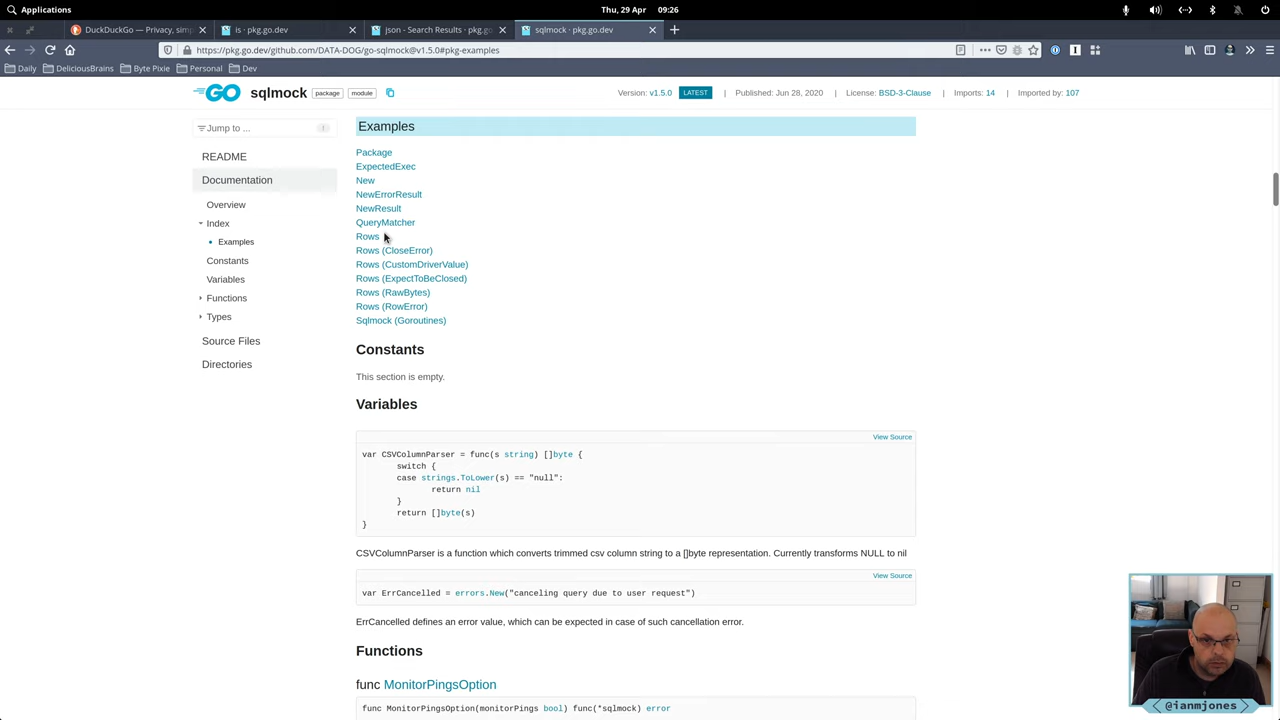 Applications
Thu, 29 Apr 09:26
DuckDuckGo — Privacy, sim
is · pkg.go.dev
json - Search Results · pkg.go
sqlmock · pkg.go.dev
https://pkg.go.dev/github.com/DATA-DOG/go-sqlmock@v1.5.0#pkg-examples
Daily
DeliciousBrains
Byte Pixie
Personal
Dev
GO
sqlmock
package
module
Version: v1.5.0
LATEST
| Published: Jun 28, 2020
| License: BSD-3-Clause
| Imports: 14
| Imported by: 107
Jump to ...
/
README
Documentation
Overview
Index
Examples
Constants
Variables
Functions
Types
Source Files
Directories
Examples
Package
ExpectedExec
New
NewErrorResult
NewResult
QueryMatcher
Rows
Rows (CloseError)
Rows (CustomDriverValue)
Rows (ExpectToBeClosed)
Rows (RawBytes)
Rows (RowError)
Sqlmock (Goroutines)
Constants
This section is empty.
Variables
View Source
var CSVColumnParser = func(s string) []byte {
switch {
case strings.ToLower(s) == "null":
return nil
}
return []byte(s)
}
CSVColumnParser is a function which converts trimmed csv column string to a []byte representation. Currently transforms NULL to nil
View Source
var ErrCancelled = errors.New("canceling query due to user request")
ErrCancelled defines an error value, which can be expected in case of such cancellation error.
Functions
func MonitorPingsOption
func MonitorPingsOption(monitorPings bool) func(*sqlmock) error
@ianmjones